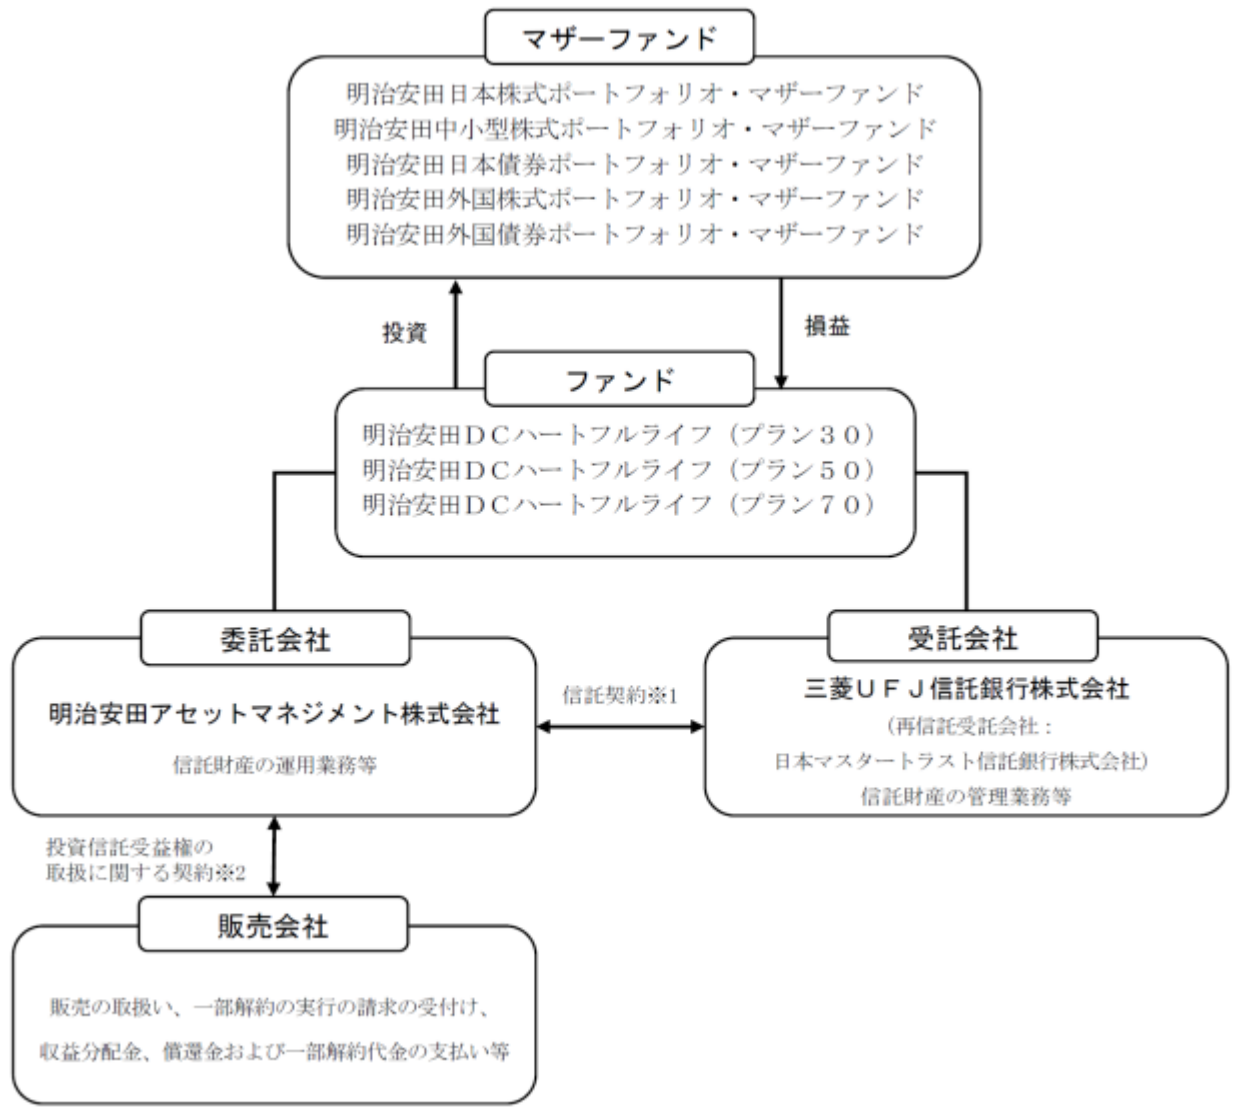 マザーファンド
明治安田日本株式ポートフォリオ・マザーファンド
明治安田中小型株式ポートフォリオ・マザーファンド
明治安田日本債券ポートフォリオ・マザーファンド
明治安田外国株式ポートフォリオ・マザーファンド
明治安田外国債券ポートフォリオ・マザーファンド
投資
損益
ファンド
明治安田ＤＣハートフルライフ（プラン３０）
明治安田ＤＣハートフルライフ（プラン５０）
明治安田ＤＣハートフルライフ（プラン７０）
委託会社
明治安田アセットマネジメント株式会社
信託財産の運用業務等
信託契約※1
受託会社
三菱ＵＦＪ信託銀行株式会社
（再信託受託会社：
日本マスタートラスト信託銀行株式会社）
信託財産の管理業務等
投資信託受益権の
取扱に関する契約※2
販売会社
販売の取扱い、一部解約の実行の請求の受付け、
収益分配金、償還金および一部解約代金の支払い等